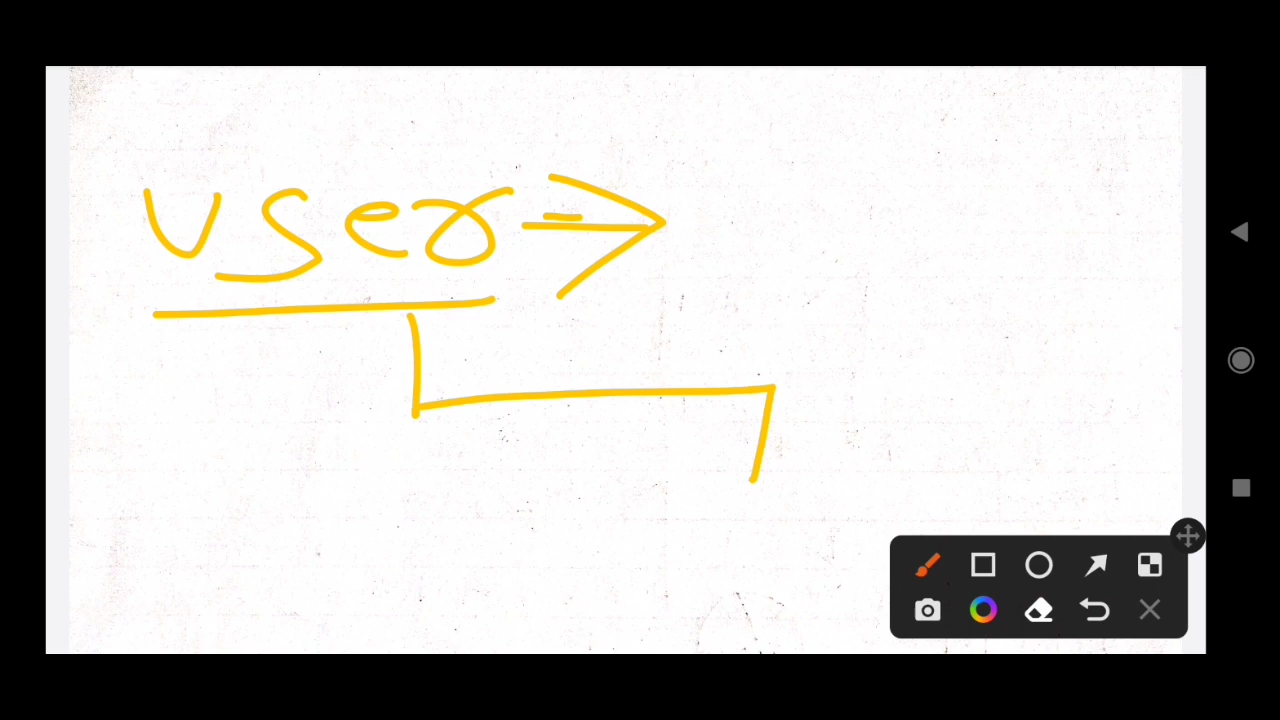 user →